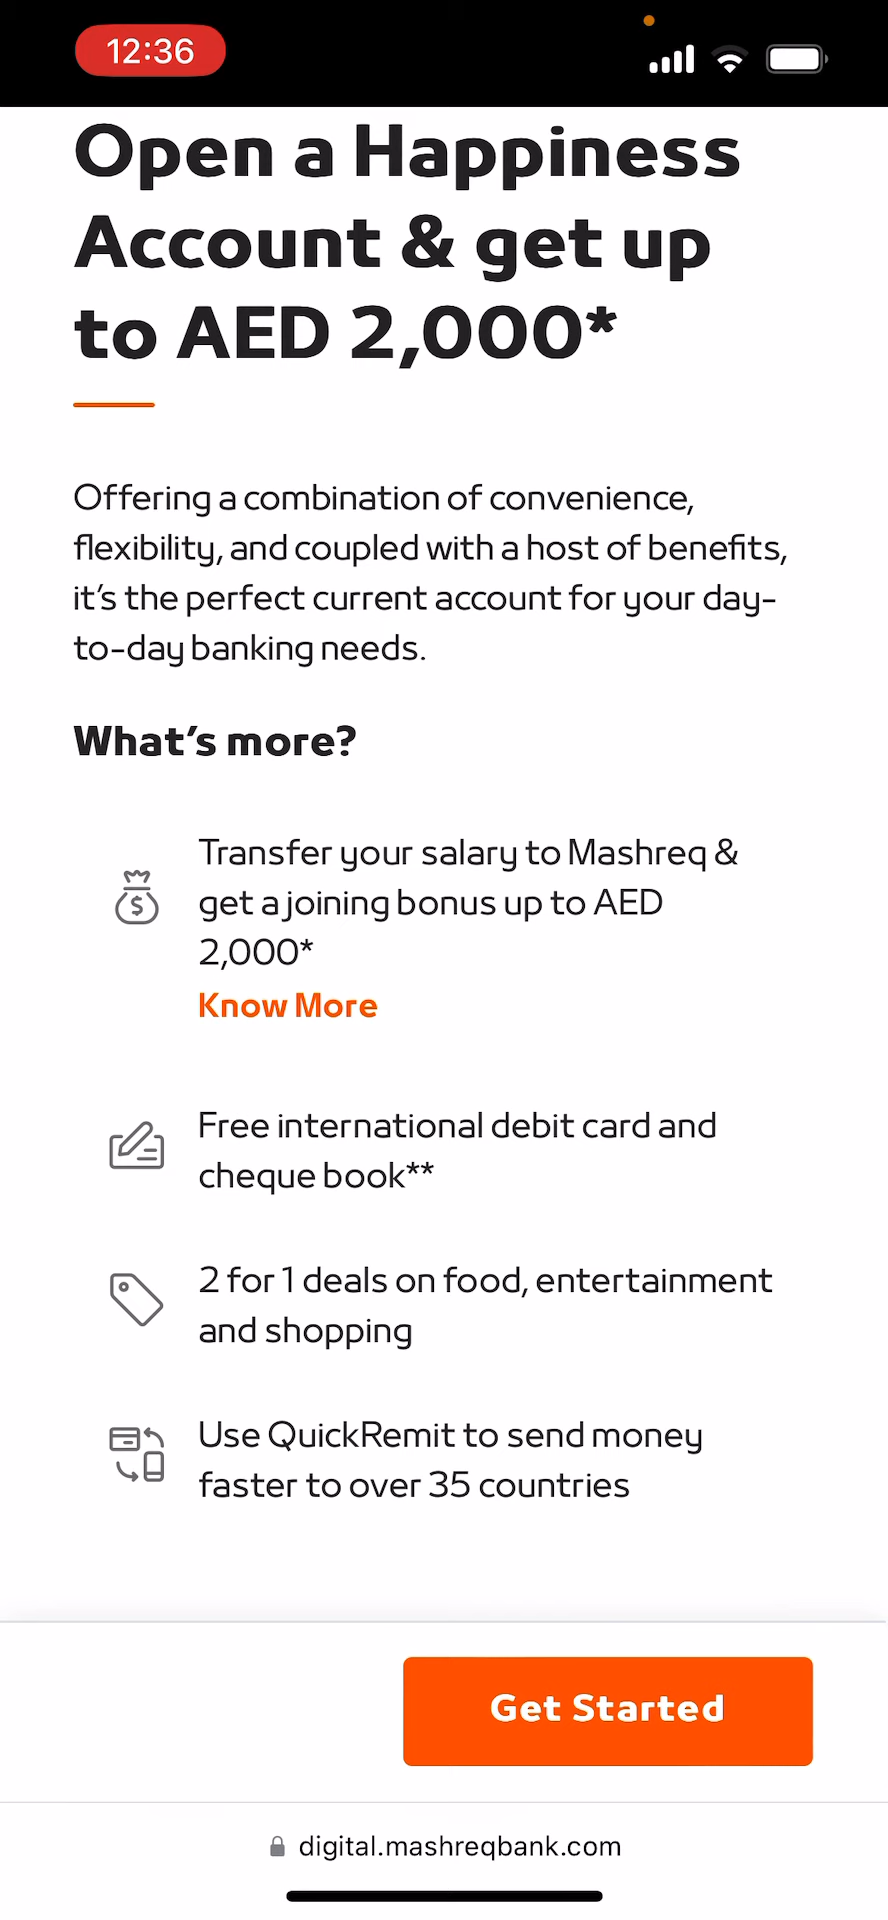 12:36
Open a Happiness
Account & get up
to AED 2,000*
Offering a combination of convenience,
flexibility, and coupled with a host of benefits,
it's the perfect current account for your day-
to-day banking needs.
What's more?
Transfer your salary to Mashreq &
get a joining bonus up to AED
2,000*
Know More
Free international debit card and
cheque book**
2 for 1 deals on food, entertainment
and shopping
Use QuickRemit to send money
faster to over 35 countries
Get Started
digital.mashreqbank.com